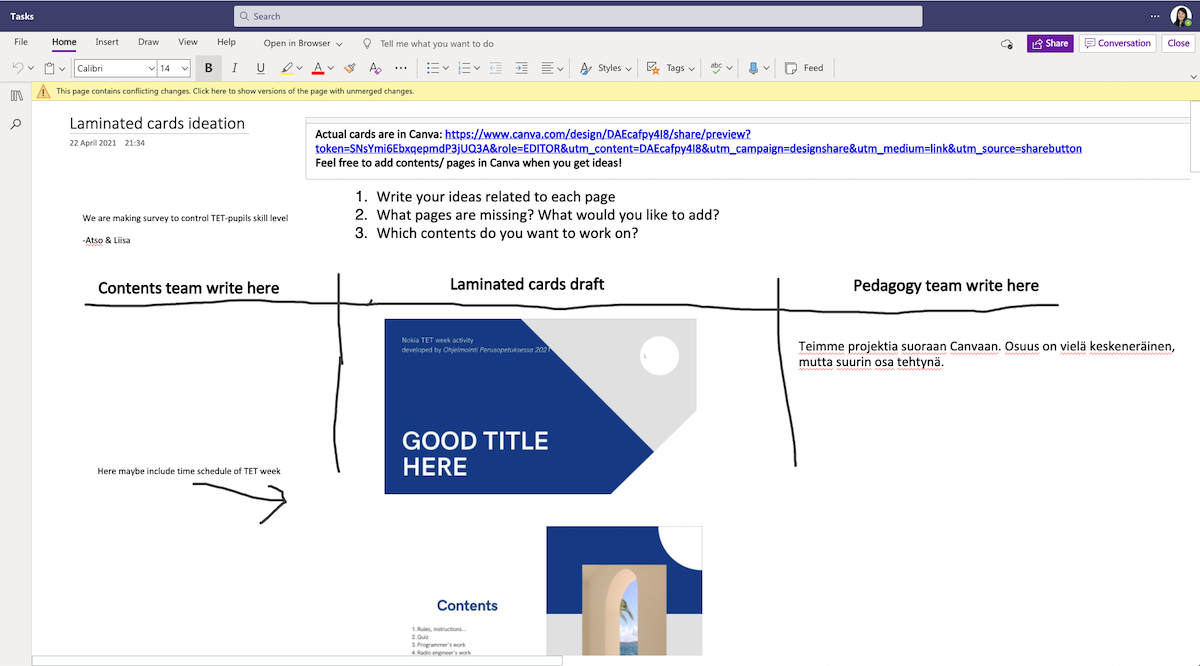 Tasks
Search
File Home Insert Draw View Help Open in Browser Tell me what you want to do
Share Conversation Close
Calibri 14 B I U A Styles Tags abc Feed
This page contains conflicting changes. Click here to show versions of the page with unmerged changes.
Laminated cards ideation
22 April 2021 21:34
Actual cards are in Canva: https://www.canva.com/design/DAEcafpy4I8/share/preview?
token=SNsYmi6EbxqepmdP3jUQ3A&role=EDITOR&utm_content=DAEcafpy4I8&utm_campaign=designshare&utm_medium=link&utm_source=sharebutton
Feel free to add contents/ pages in Canva when you get ideas!
1. Write your ideas related to each page
2. What pages are missing? What would you like to add?
3. Which contents do you want to work on?
We are making survey to control TET-pupils skill level
-Atso & Liisa
Contents team write here
Laminated cards draft
Pedagogy team write here
Nokia TET week activity
developed by Ohjelmointi Perusopetuksessa 2021
GOOD TITLE
HERE
Teimme projektia suoraan Canvaan. Osuus on vielä keskeneräinen,
mutta suurin osa tehtynä.
Here maybe include time schedule of TET week
Contents
1. Rules, instructions...
2. Quiz
3. Programmer's work
4. Radio engineer's work